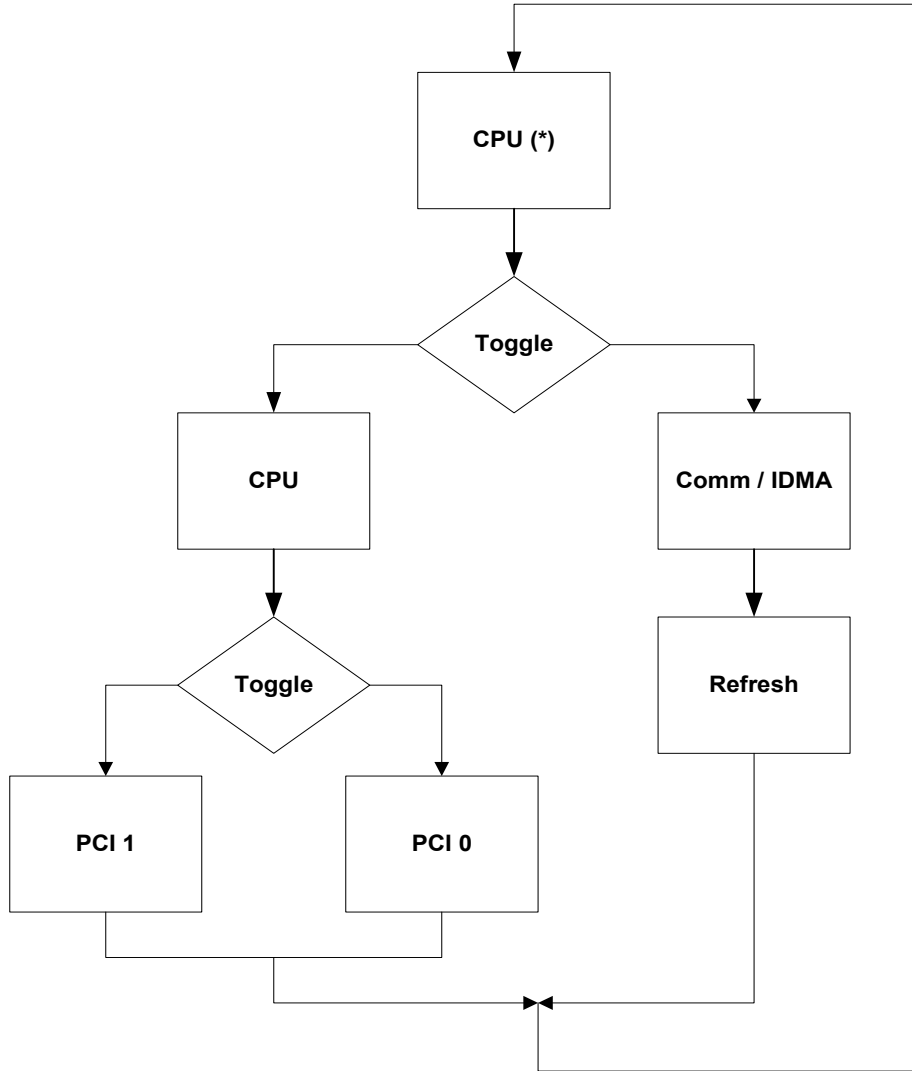 CPU (*)
Toggle
CPU
Comm / IDMA
Toggle
Refresh
PCI 1
PCI 0